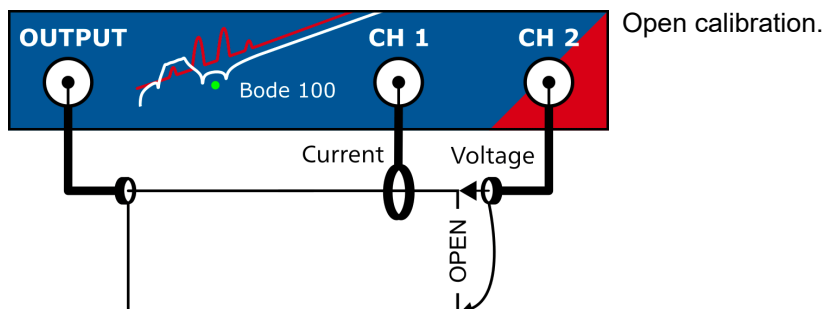 OUTPUT
CH 1
CH 2
Open calibration.
Bode 100
Current
Voltage
OPEN